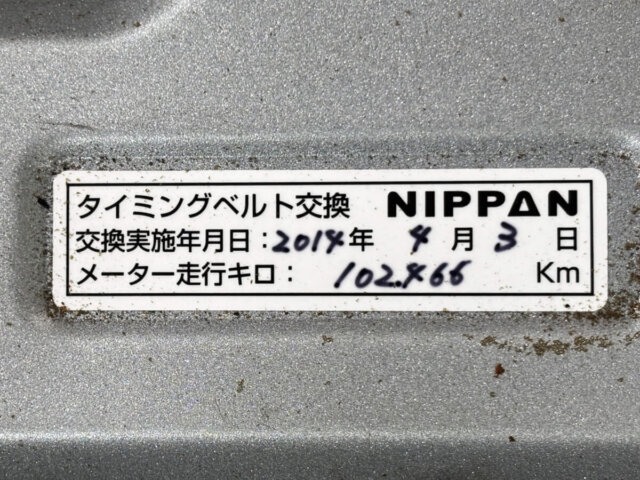 タイミングベルト交換 NIPPAN
交換実施年月日：2014年 4月 3日
メーター走行キロ： 102.466 Km